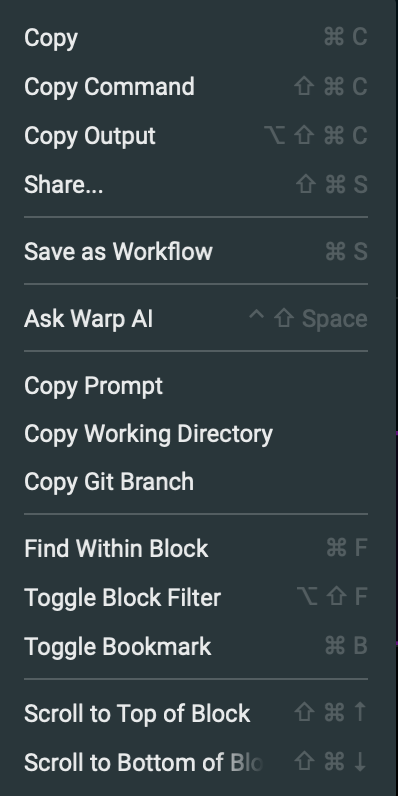 Copy ⌘ C
Copy Command ⇧ ⌘ C
Copy Output ⌥ ⇧ ⌘ C
Share... ⇧ ⌘ S
Save as Workflow ⌘ S
Ask Warp AI ^ ⇧ Space
Copy Prompt
Copy Working Directory
Copy Git Branch
Find Within Block ⌘ F
Toggle Block Filter ⌥ ⇧ F
Toggle Bookmark ⌘ B
Scroll to Top of Block ⇧ ⌘ ↑
Scroll to Bottom of Blo ⇧ ⌘ ↓